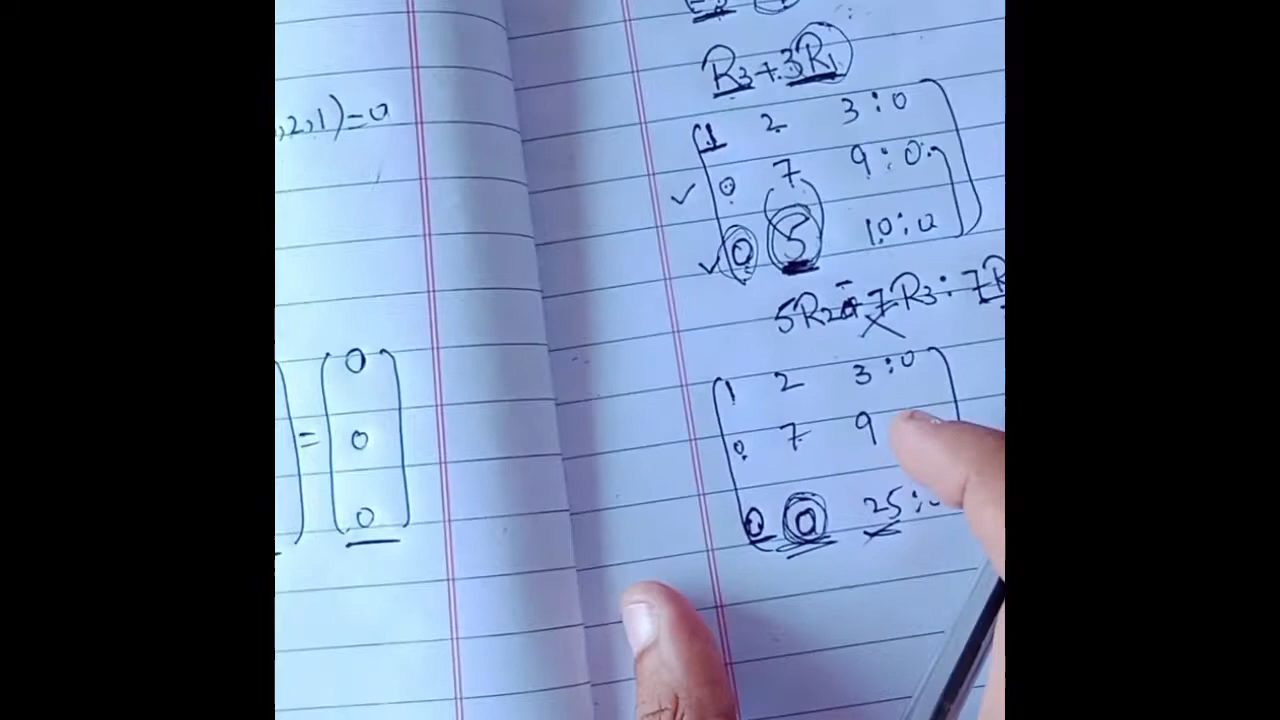 ,2,1)=0
=
0
0
0
R3+3R1
1 2 3:0
0 7 9:0
✓
0 5 10:0
✓
7R3: 7R
1 2 3:0
0 7 9
0 0 25: